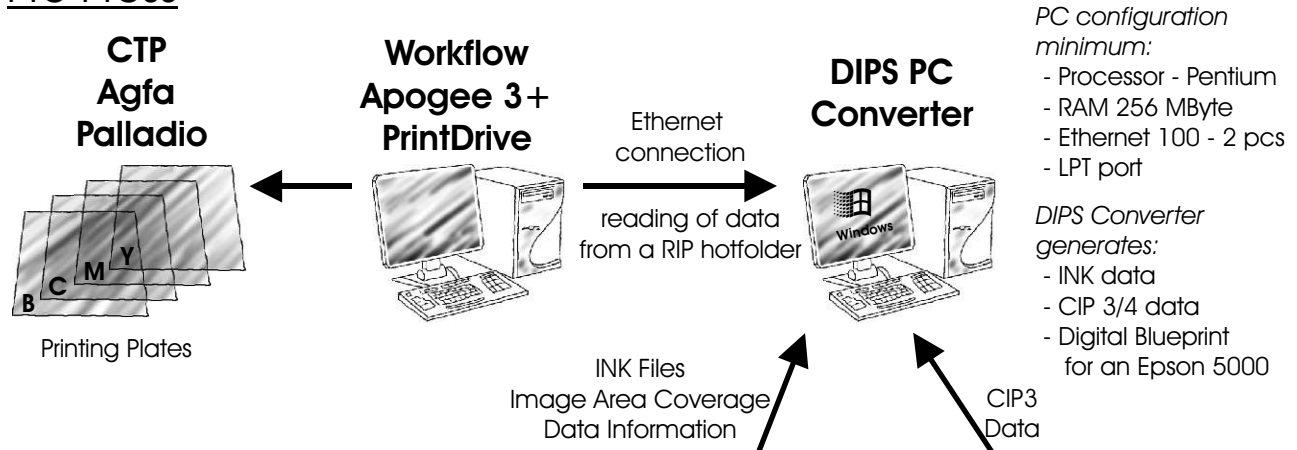 CTP
Agfa
Palladio
B
C
M
Y
Printing Plates
Workflow
Apogee 3+
PrintDrive
Ethernet
connection
reading of data
from a RIP hotfolder
DIPS PC
Converter
Windows
PC configuration
minimum:
- Processor - Pentium
- RAM 256 MByte
- Ethernet 100 - 2 pcs
- LPT port
DIPS Converter
generates:
- INK data
- CIP 3/4 data
- Digital Blueprint
for an Epson 5000
INK Files
Image Area Coverage
Data Information
CIP3
Data